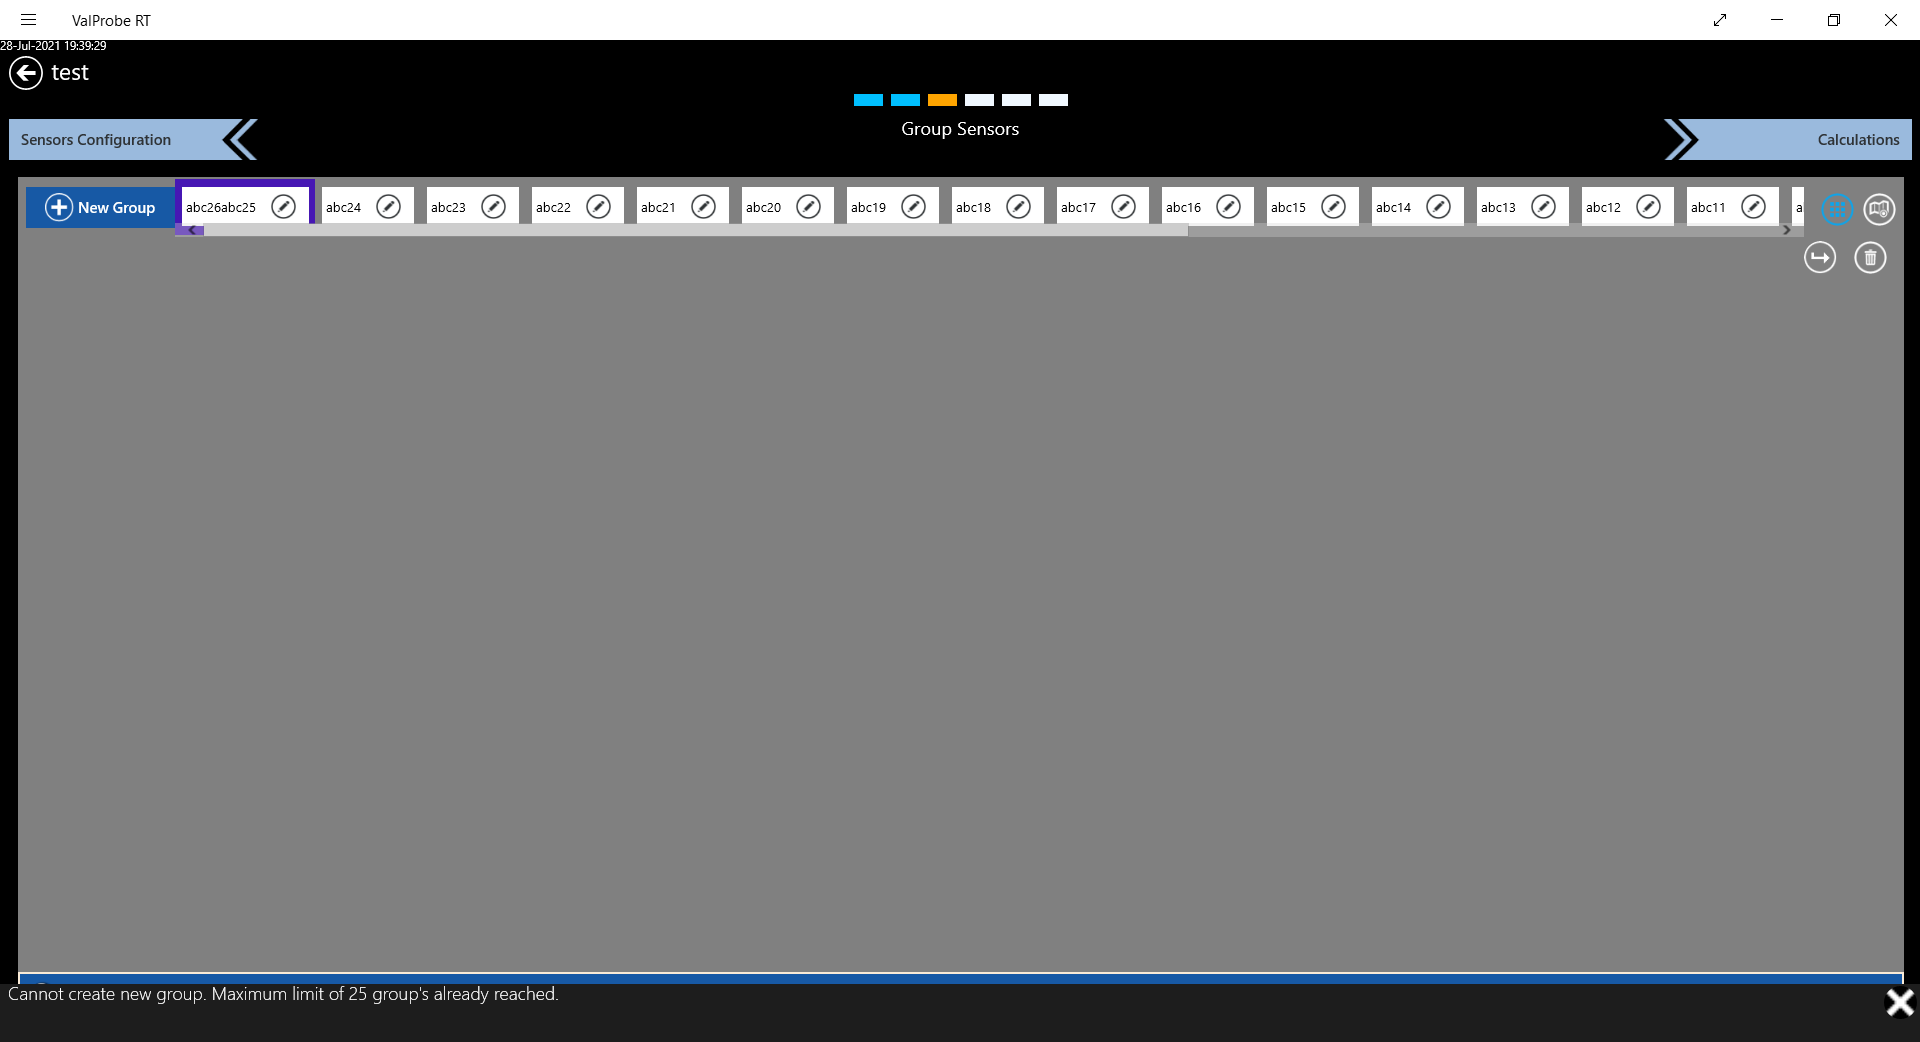 ValProbe RT
28-Jul-2021 19:39:29
test
Group Sensors
Sensors Configuration
Calculations
New Group
abc26abc25
abc24
abc23
abc22
abc21
abc20
abc19
abc18
abc17
abc16
abc15
abc14
abc13
abc12
abc11
Cannot create new group. Maximum limit of 25 group's already reached.